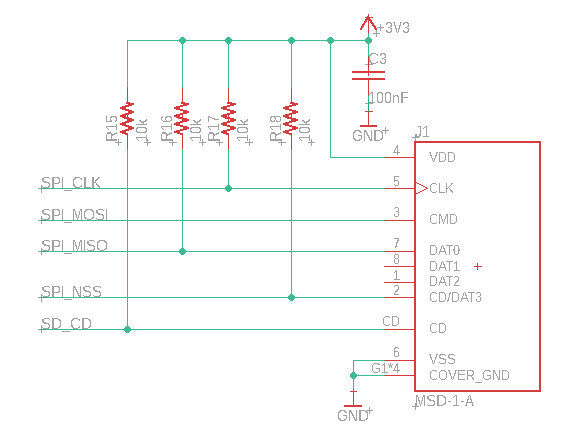 +3V3
C3
100nF
GND
R15
10k
R16
10k
R17
10k
R18
10k
J1
4
VDD
SPI_CLK
5
CLK
SPI_MOSI
3
CMD
SPI_MISO
7
DAT0
8
DAT1
1
DAT2
SPI_NSS
2
CD/DAT3
SD_CD
CD
CD
6
VSS
G1*4
COVER_GND
MSD-1-A
GND